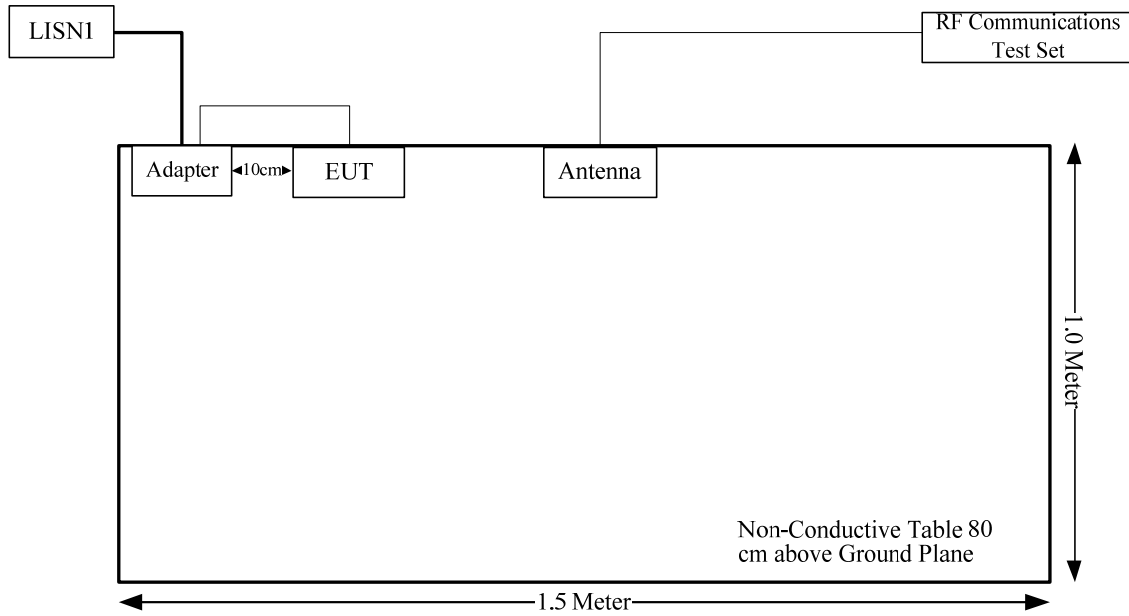 LISN1
RF Communications
Test Set
Adapter
10cm
EUT
Antenna
1.0 Meter
Non-Conductive Table 80
cm above Ground Plane
1.5 Meter